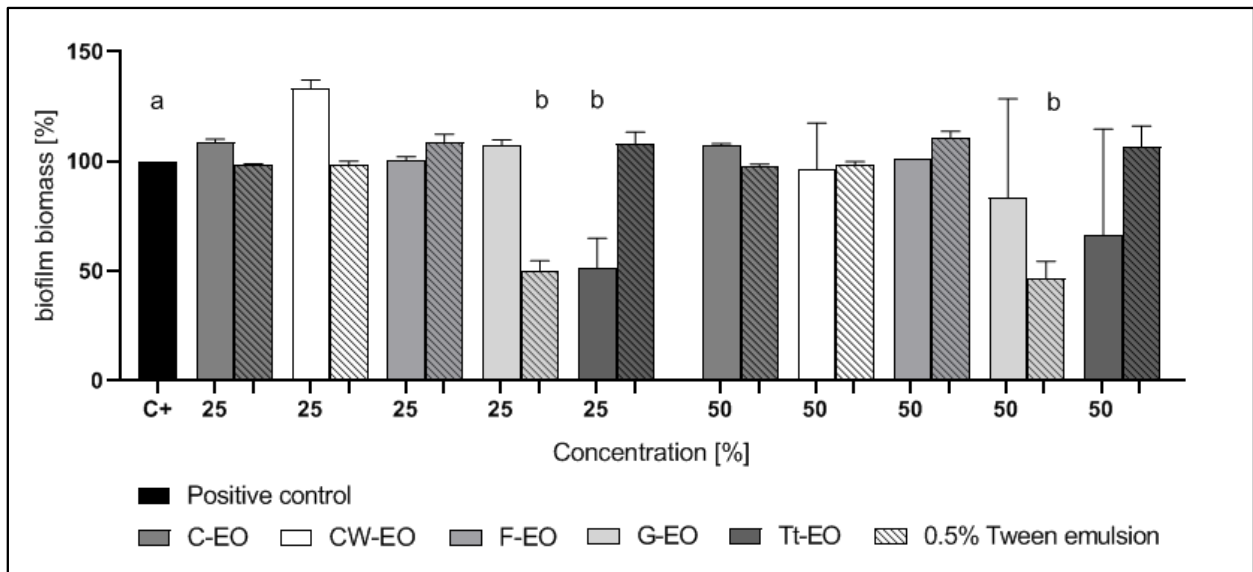 biofilm biomass [%]
150
100
50
0
a
b
b
b
C+ 25 25 25 25 25 50 50 50 50 50
Concentration [%]
Positive control
C-EO CW-EO F-EO G-EO Tt-EO 0.5% Tween emulsion